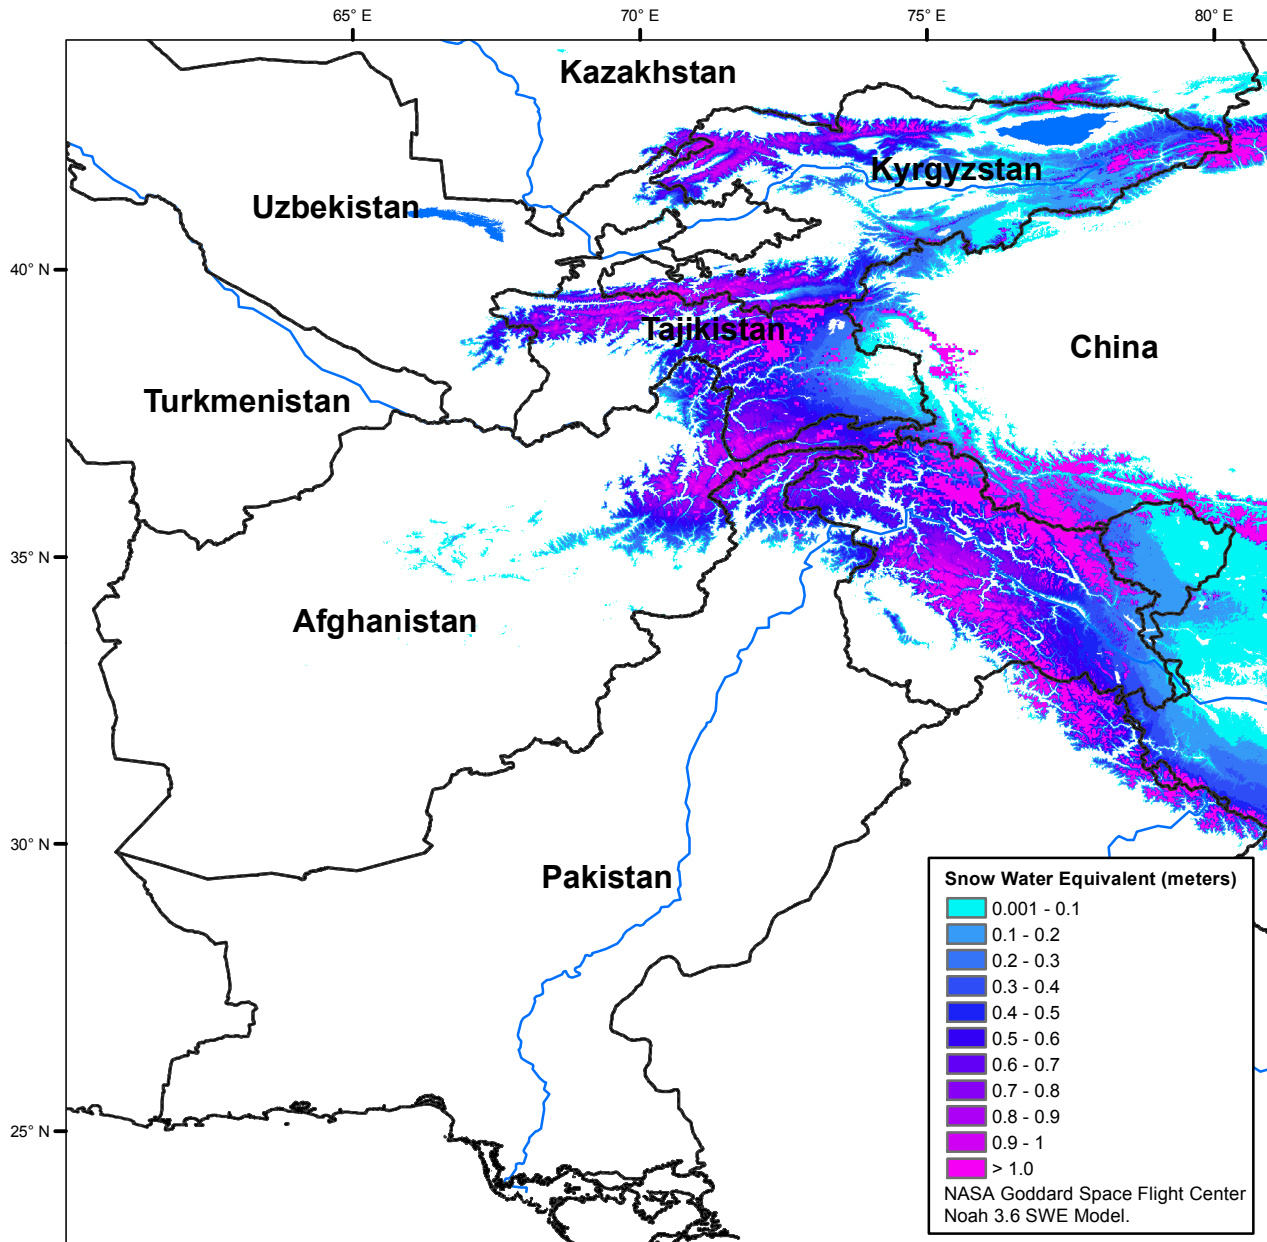 65° E
70° E
75° E
80° E
Kazakhstan
Kyrgyzstan
Uzbekistan
40° N
Tajikistan
China
Turkmenistan
35° N
Afghanistan
30° N
Pakistan
25° N
Snow Water Equivalent (meters)
0.001 - 0.1
0.1 - 0.2
0.2 - 0.3
0.3 - 0.4
0.4 - 0.5
0.5 - 0.6
0.6 - 0.7
0.7 - 0.8
0.8 - 0.9
0.9 - 1
> 1.0
NASA Goddard Space Flight Center
Noah 3.6 SWE Model.